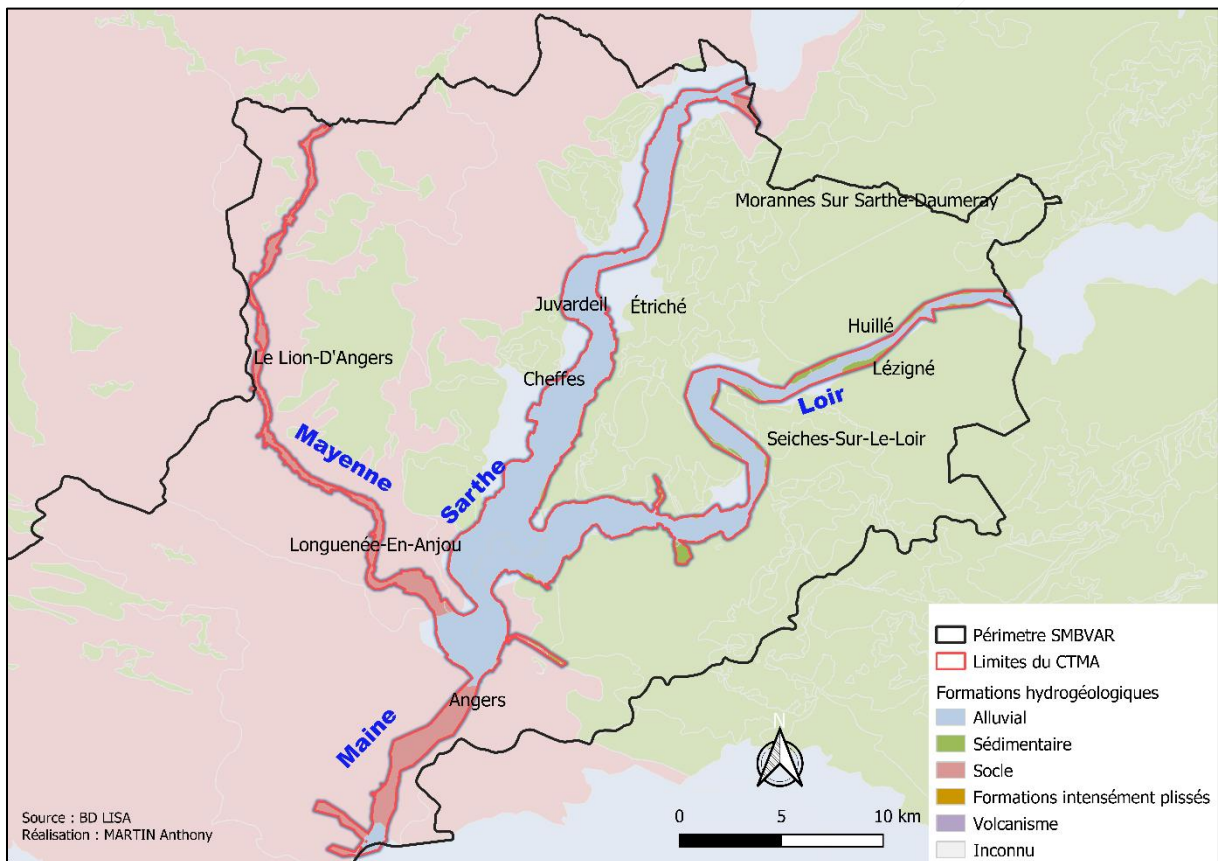 Morannes Sur Sarthe-Daumeray
Juvardeil
Étriché
Huillé
Le Lion-D'Angers
Lézigné
Cheffes
Loir
Mayenne
Seiches-Sur-Le-Loir
Sarthe
Longuenée-En-Anjou
Angers
Maine
N
0 5 10 km
Source : BD LISA
Réalisation : MARTIN Anthony
Périmetre SMBVAR
Limites du CTMA
Formations hydrogéologiques
Alluvial
Sédimentaire
Socle
Formations intensément plissés
Volcanisme
Inconnu